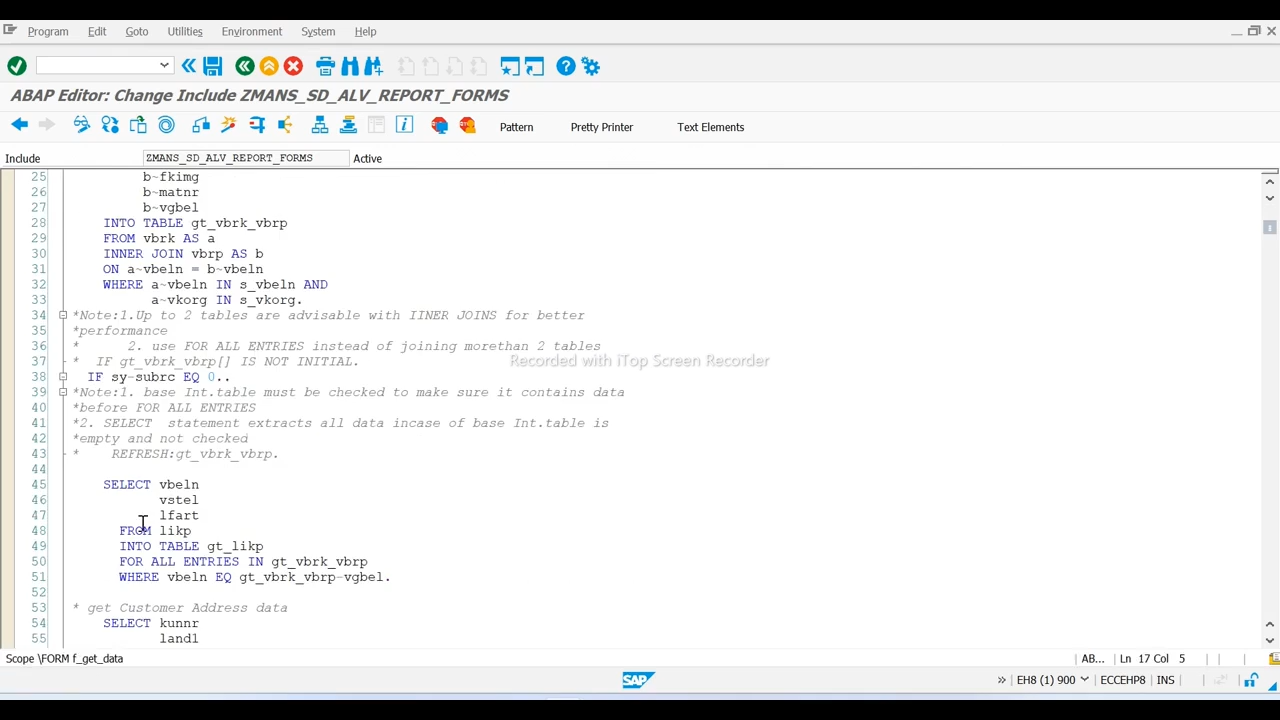 Program Edit Goto Utilities Environment System Help
ABAP Editor: Change Include ZMANS_SD_ALV_REPORT_FORMS
Pattern Pretty Printer Text Elements
Include ZMANS_SD_ALV_REPORT_FORMS Active
25 b~fkimg
26 b~matnr
27 b~vgbel
28 INTO TABLE gt_vbrk_vbrp
29 FROM vbrk AS a
30 INNER JOIN vbrp AS b
31 ON a~vbeln = b~vbeln
32 WHERE a~vbeln IN s_vbeln AND
33 a~vkorg IN s_vkorg.
34 *Note:1.Up to 2 tables are advisable with IINER JOINS for better
35 *performance
36 * 2. use FOR ALL ENTRIES instead of joining morethan 2 tables
37 * IF gt_vbrk_vbrp[] IS NOT INITIAL.
Recorded with iTop Screen Recorder
38 IF sy-subrc EQ 0..
39 *Note:1. base Int.table must be checked to make sure it contains data
40 *before FOR ALL ENTRIES
41 *2. SELECT statement extracts all data incase of base Int.table is
42 *empty and not checked
43 * REFRESH:gt_vbrk_vbrp.
44
45 SELECT vbeln
46 vstel
47 lfart
48 FROM likp
49 INTO TABLE gt_likp
50 FOR ALL ENTRIES IN gt_vbrk_vbrp
51 WHERE vbeln EQ gt_vbrk_vbrp-vgbel.
52
53 * get Customer Address data
54 SELECT kunnr
55 land1
Scope \FORM f_get_data AB... Ln 17 Col 5
SAP » EH8 (1) 900 ECCEHP8 INS